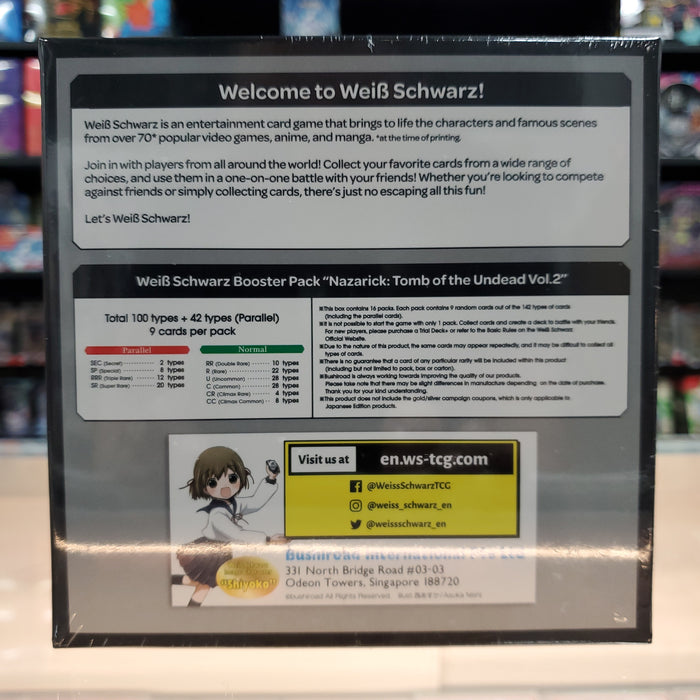 Welcome to Weiß Schwarz!
Weiß Schwarz is an entertainment card game that brings to life the characters and famous scenes
from over 70* popular video games, anime, and manga. *at the time of printing.
Join in with players from all around the world! Collect your favorite cards from a wide range of
choices, and use them in a one-on-one battle with your friends! Whether you're looking to compete
against friends or simply collecting cards, there's just no escaping all this fun!
Let's Weiß Schwarz!
Weiß Schwarz Booster Pack "Nazarick: Tomb of the Undead Vol.2"
Total 100 types + 42 types (Parallel)
9 cards per pack
Parallel
SEC (Secret) 2 types
SP (Special) 8 types
RRR (Triple Rare) 12 types
SR (Super Rare) 20 types
Normal
RR (Double Rare) 10 types
R (Rare) 22 types
U (Uncommon) 28 types
C (Common) 28 types
CR (Climax Rare) 4 types
CC (Climax Common) 8 types
■This box contains 16 packs. Each pack contains 9 random cards out of the 142 types of cards
(including the parallel cards).
■It is not possible to start the game with only 1 pack. Collect cards and create a deck to battle with your friends.
For new players, please purchase a Trial Deck+ or refer to the Basic Rules on the Weiß Schwarz
Official Website.
■Due to the nature of this product, the same cards may appear repeatedly, and it may be difficult to collect all
types of cards.
■There is no guarantee that a card of any particular rarity will be included within this product
(including but not limited to pack, box or carton).
■Bushiroad is always working towards improving the quality of our products.
Please take note that there may be slight differences in manufacture depending on the date of purchase.
Thank you for your kind understanding.
■This product does not include the gold/silver campaign coupons, which is only applicable to
Japanese Edition products.
Visit us at en.ws-tcg.com
@WeissSchwarzTCG
@weiss_schwarz_en
@weissschwarz_en
Bushiroad International PTE Ltd
331 North Bridge Road #03-03
Odeon Towers, Singapore 188720
©bushiroad All Rights Reserved
"Shiyoko"